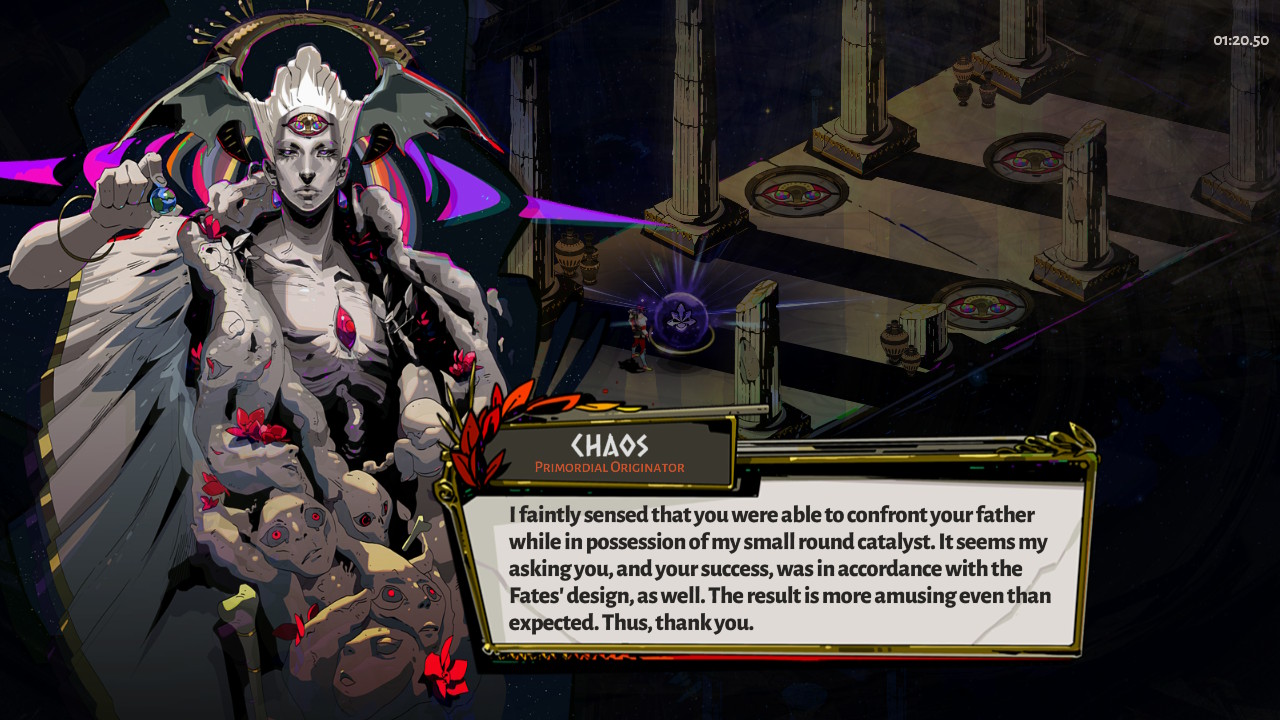 01:20.50
CHAOS
Primordial Originator
I faintly sensed that you were able to confront your father
while in possession of my small round catalyst. It seems my
asking you, and your success, was in accordance with the
Fates' design, as well. The result is more amusing even than
expected. Thus, thank you.